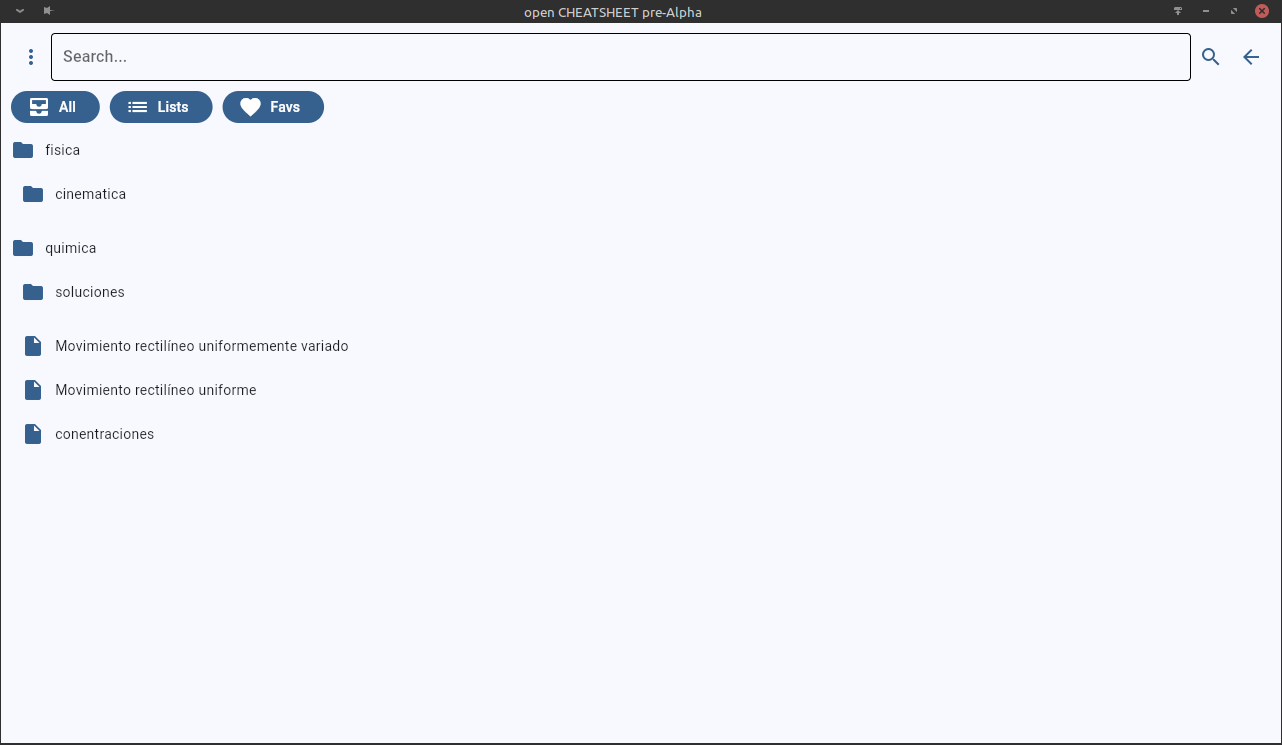 open CHEATSHEET pre-Alpha
Search...
All Lists Favs
fisica
cinematica
quimica
soluciones
Movimiento rectilíneo uniformemente variado
Movimiento rectilíneo uniforme
conentraciones